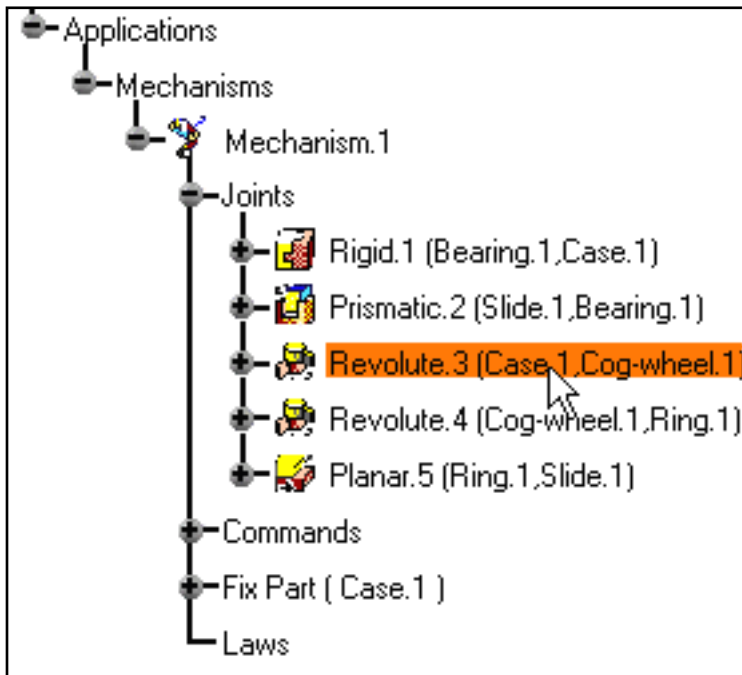 Applications
Mechanisms
Mechanism.1
Joints
Rigid.1 (Bearing.1,Case.1)
Prismatic.2 (Slide.1,Bearing.1)
Revolute.3 (Case.1,Cog-wheel.1)
Revolute.4 (Cog-wheel.1,Ring.1)
Planar.5 (Ring.1,Slide.1)
Commands
Fix Part ( Case.1 )
Laws